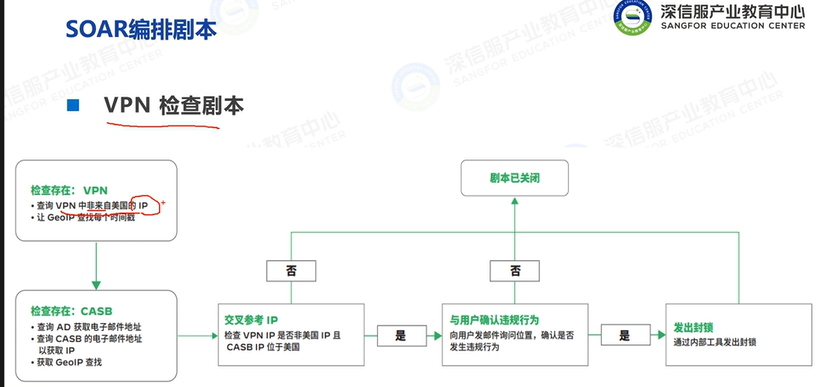 SOAR编排剧本
深信服产业教育中心
SANGFOR EDUCATION CENTER
VPN 检查剧本
检查存在： VPN
• 查询 VPN 中非来自美国的 IP
• 让 GeoIP 查找每个时间戳
剧本已关闭
否
否
检查存在：CASB
• 查询 AD 获取电子邮件地址
• 查询 CASB 的电子邮件地址
以获取 IP
• 获取 GeoIP 查找
交叉参考 IP
检查 VPN IP 是否非美国 IP 且
CASB IP 位于美国
是
与用户确认违规行为
向用户发邮件询问位置，确认是否
发生违规行为
是
发出封锁
通过内部工具发出封锁